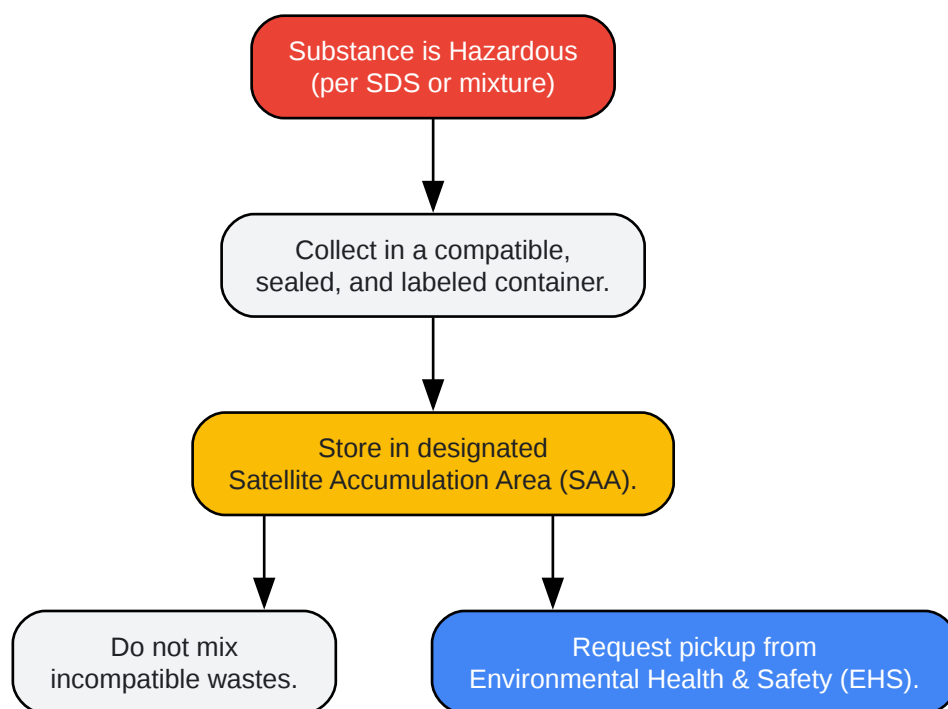 Substance is Hazardous
(per SDS or mixture)
Collect in a compatible,
sealed, and labeled container.
Store in designated
Satellite Accumulation Area (SAA).
Do not mix
incompatible wastes.
Request pickup from
Environmental Health & Safety (EHS).